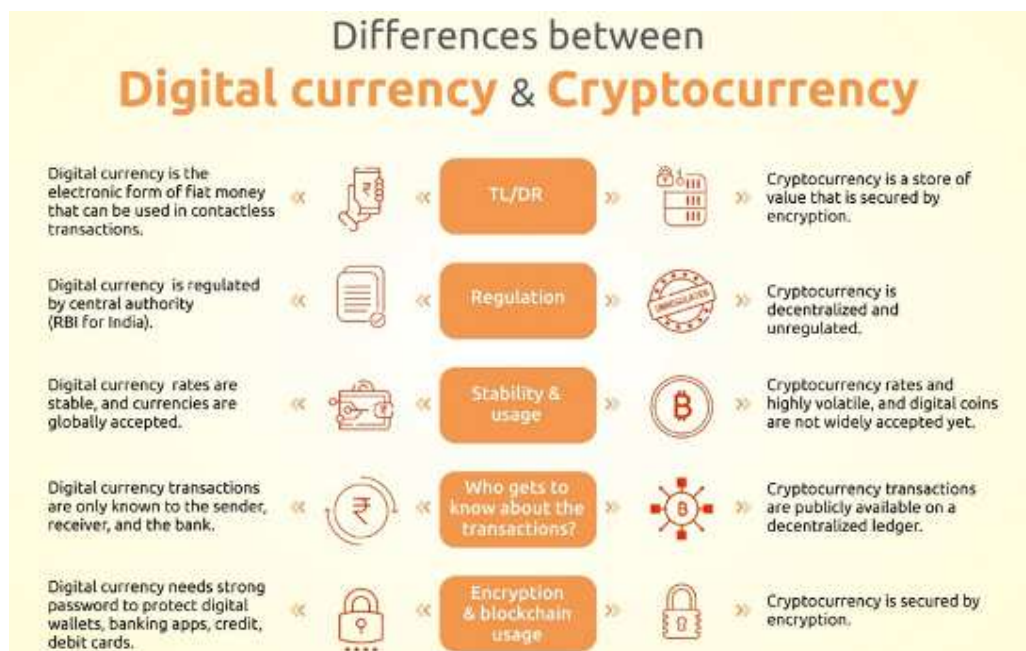 Differences between
Digital currency & Cryptocurrency
Digital currency is the
electronic form of fiat money
that can be used in contactless
transactions.
TL/DR
Cryptocurrency is a store of
value that is secured by
encryption.
Digital currency is regulated
by central authority
(RBI for India).
Regulation
UNREGULATED
Cryptocurrency is
decentralized and
unregulated.
Digital currency rates are
stable, and currencies are
globally accepted.
Stability &
usage
Cryptocurrency rates and
highly volatile, and digital coins
are not widely accepted yet.
Digital currency transactions
are only known to the sender,
receiver, and the bank.
Who gets to
know about the
transactions?
Cryptocurrency transactions
are publicly available on a
decentralized ledger.
Digital currency needs strong
password to protect digital
wallets, banking apps, credit,
debit cards.
Encryption
& blockchain
usage
Cryptocurrency is secured by
encryption.